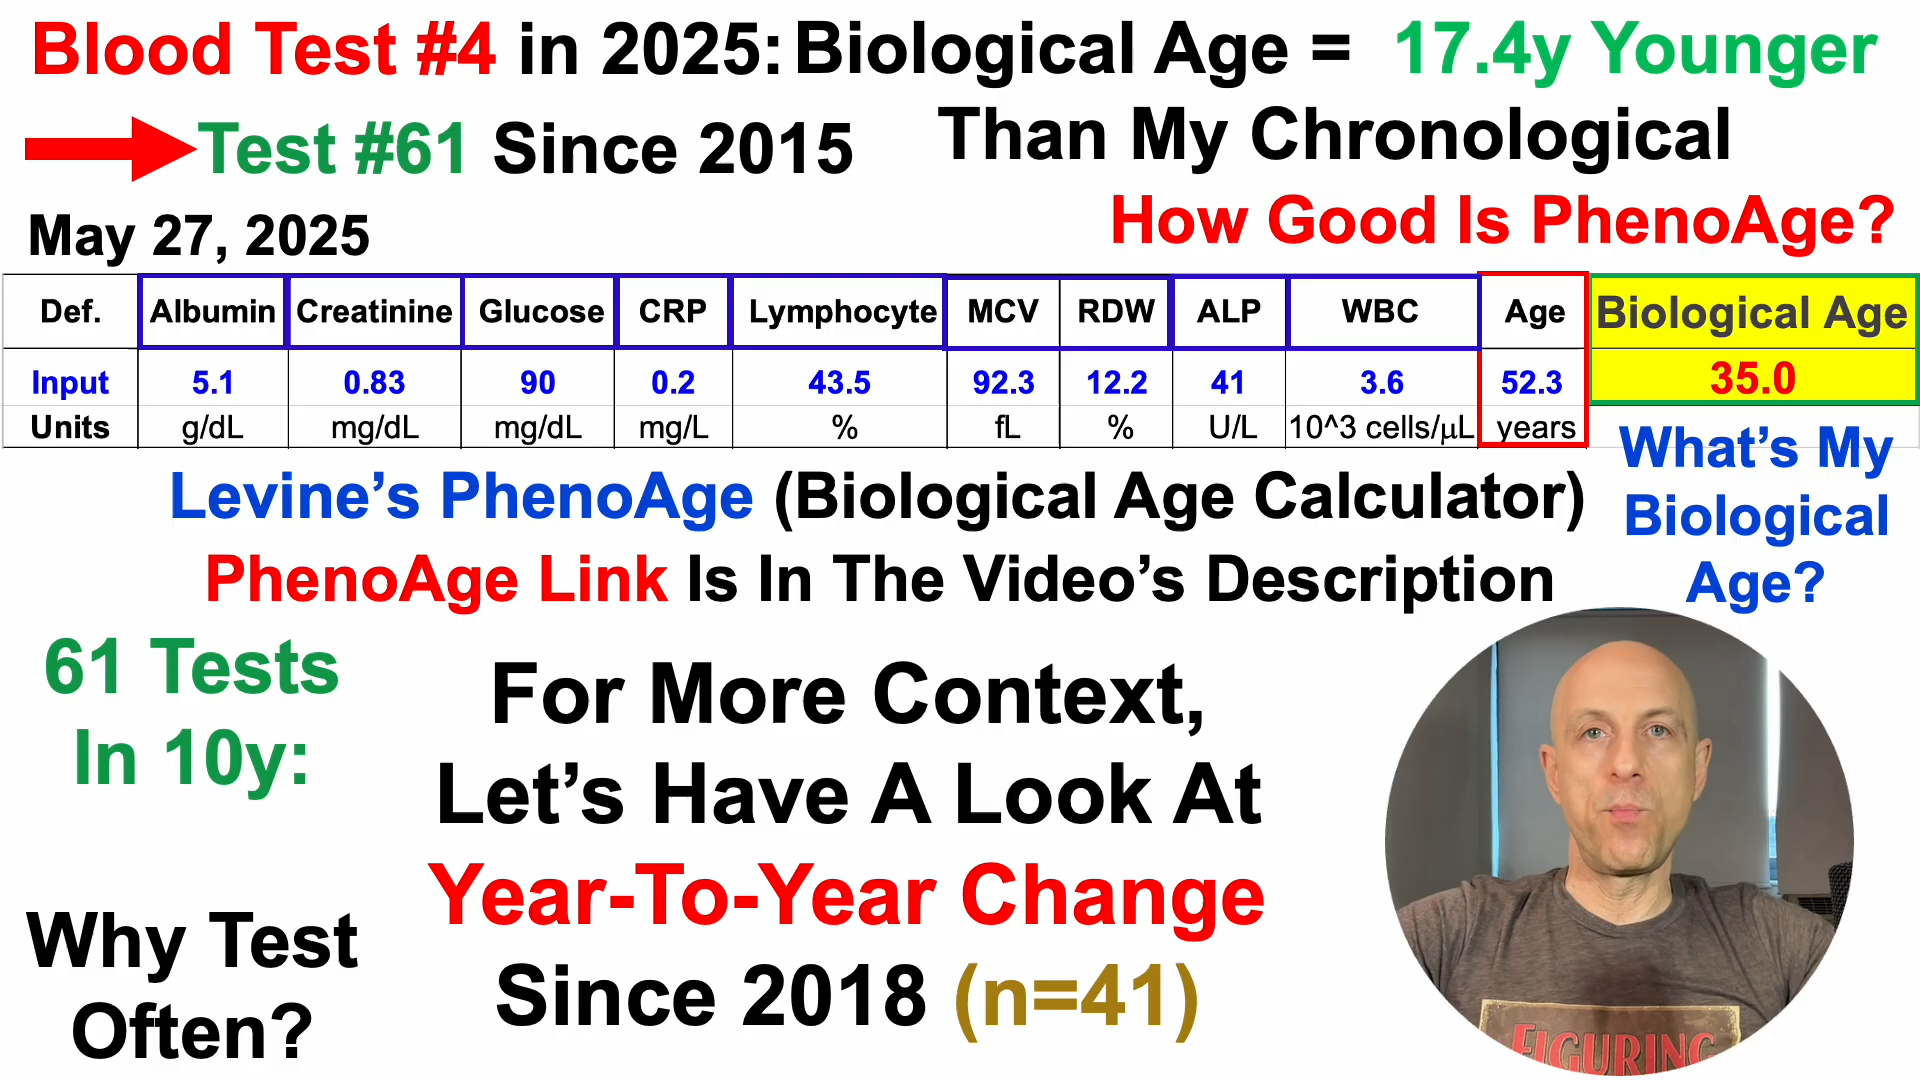 Blood Test #4 in 2025: Biological Age = 17.4y Younger
Test #61 Since 2015
Than My Chronological
May 27, 2025
How Good Is PhenoAge?
Def. Albumin Creatinine Glucose CRP Lymphocyte MCV RDW ALP WBC Age Biological Age
Input 5.1 0.83 90 0.2 43.5 92.3 12.2 41 3.6 52.3 35.0
Units g/dL mg/dL mg/dL mg/L % fL % U/L 10^3 cells/μL years
Levine’s PhenoAge (Biological Age Calculator)
PhenoAge Link Is In The Video’s Description
What’s My
Biological
Age?
61 Tests
In 10y:
Why Test
Often?
For More Context,
Let’s Have A Look At
Year-To-Year Change
Since 2018 (n=41)
FIGURING